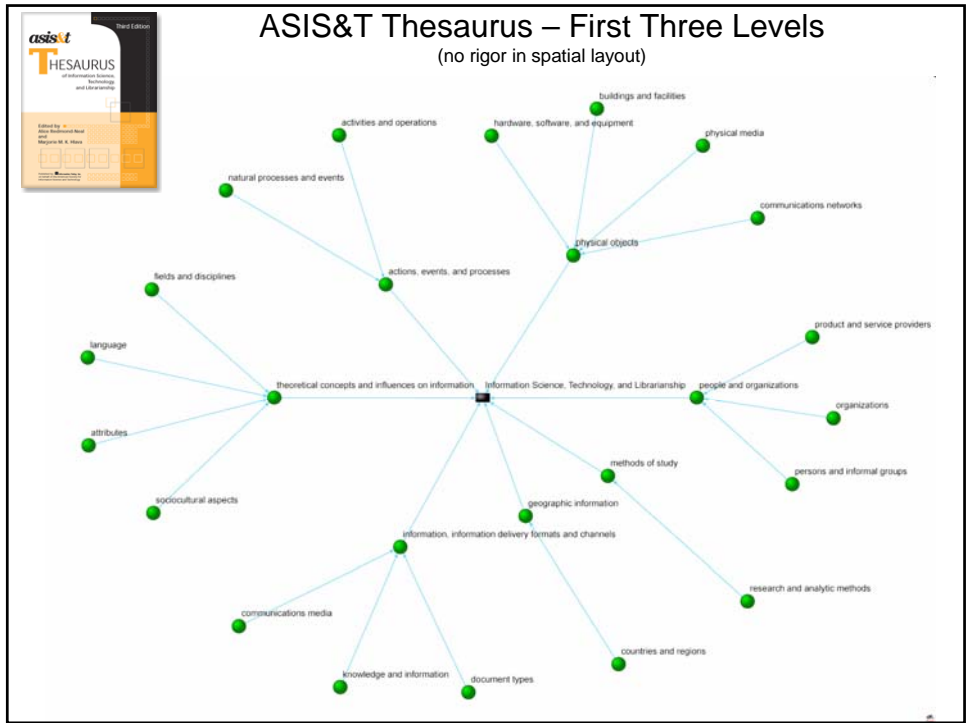 ASIS&T Thesaurus – First Three Levels
(no rigor in spatial layout)
Third Edition
asis&t
THESAURUS
of Information Science,
Technology,
and Librarianship
Edited by
Alice Redmond-Neal
and
Marjorie M. K. Hlava
buildings and facilities
activities and operations
hardware, software, and equipment
physical media
natural processes and events
communications networks
physical objects
actions, events, and processes
fields and disciplines
product and service providers
language
theoretical concepts and influences on information
Information Science, Technology, and Librarianship
people and organizations
organizations
attributes
methods of study
persons and informal groups
sociocultural aspects
geographic information
information, information delivery formats and channels
research and analytic methods
communications media
countries and regions
knowledge and information
document types